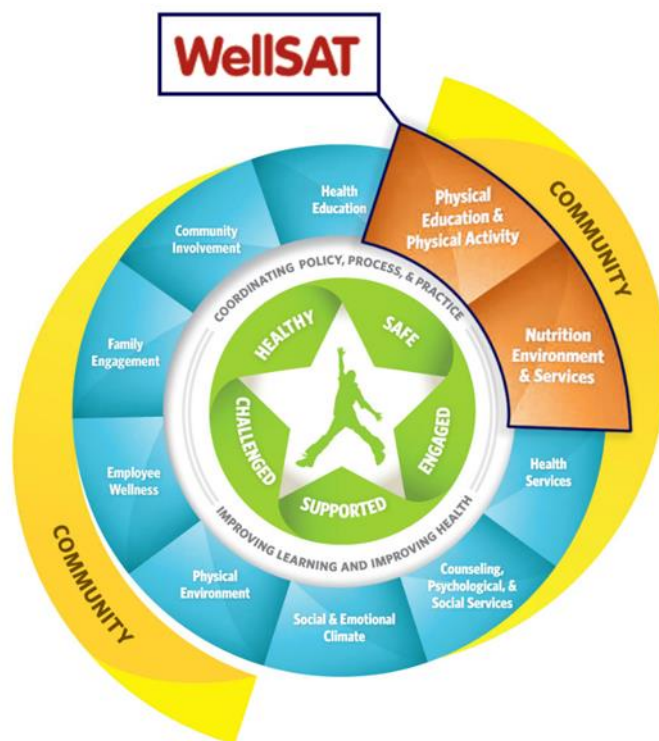 WellSAT
Health
Education
Physical
Education &
Physical Activity
Nutrition
Environment
& Services
Health
Services
Counseling,
Psychological, &
Social Services
Social & Emotional
Climate
Physical
Environment
Employee
Wellness
Family
Engagement
Community
Involvement
COMMUNITY
COMMUNITY
COORDINATING POLICY, PROCESS, & PRACTICE
IMPROVING LEARNING AND IMPROVING HEALTH
HEALTHY
SAFE
ENGAGED
SUPPORTED
CHALLENGED